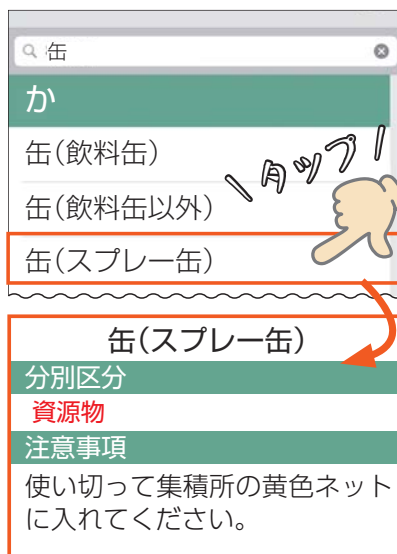 缶
か
缶(飲料缶)
缶(飲料缶以外)
\タップ/
缶(スプレー缶)
缶(スプレー缶)
分別区分
資源物
注意事項
使い切って集積所の黄色ネット
に入れてください。